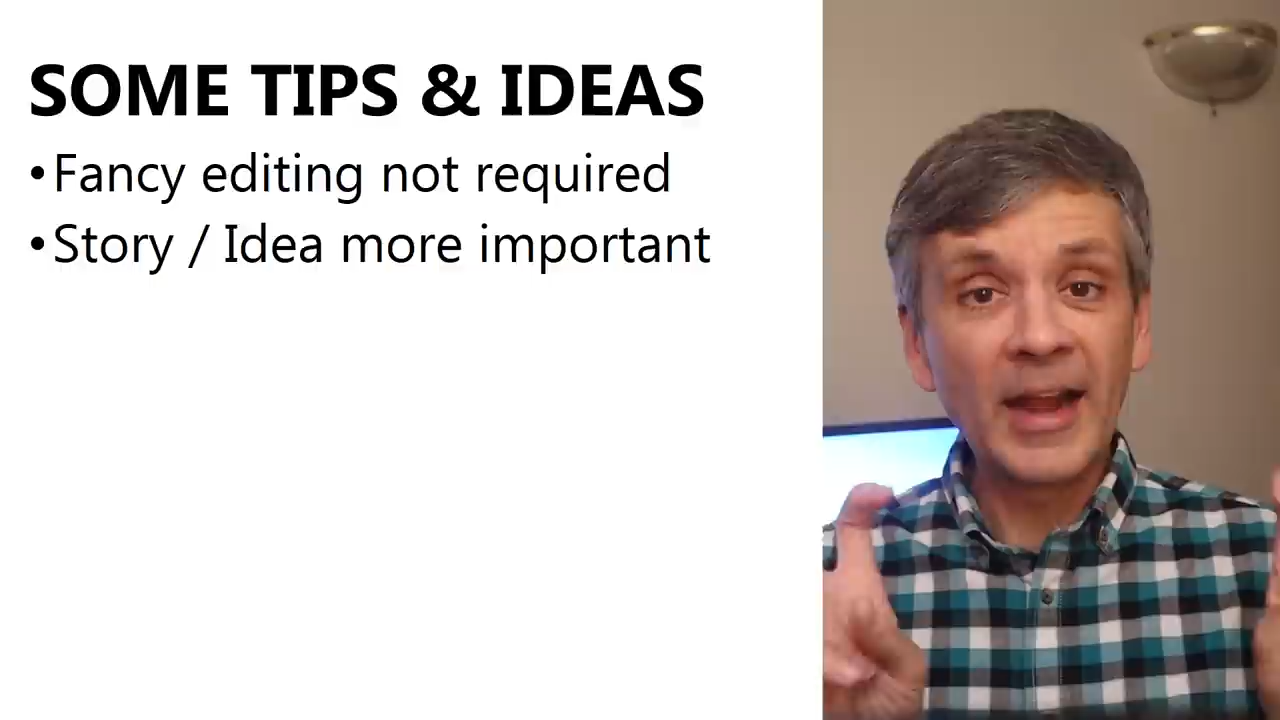 SOME TIPS & IDEAS
•Fancy editing not required
•Story / Idea more important